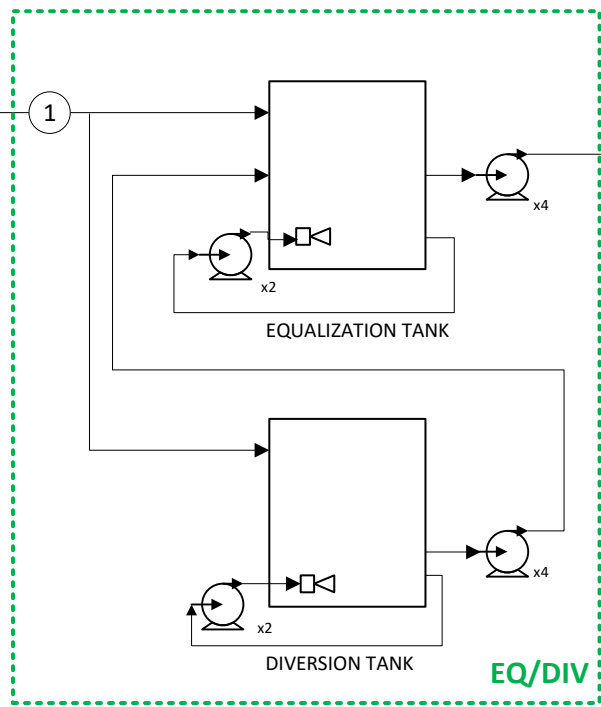 1
x4
x2
EQUALIZATION TANK
x4
x2
DIVERSION TANK
EQ/DIV